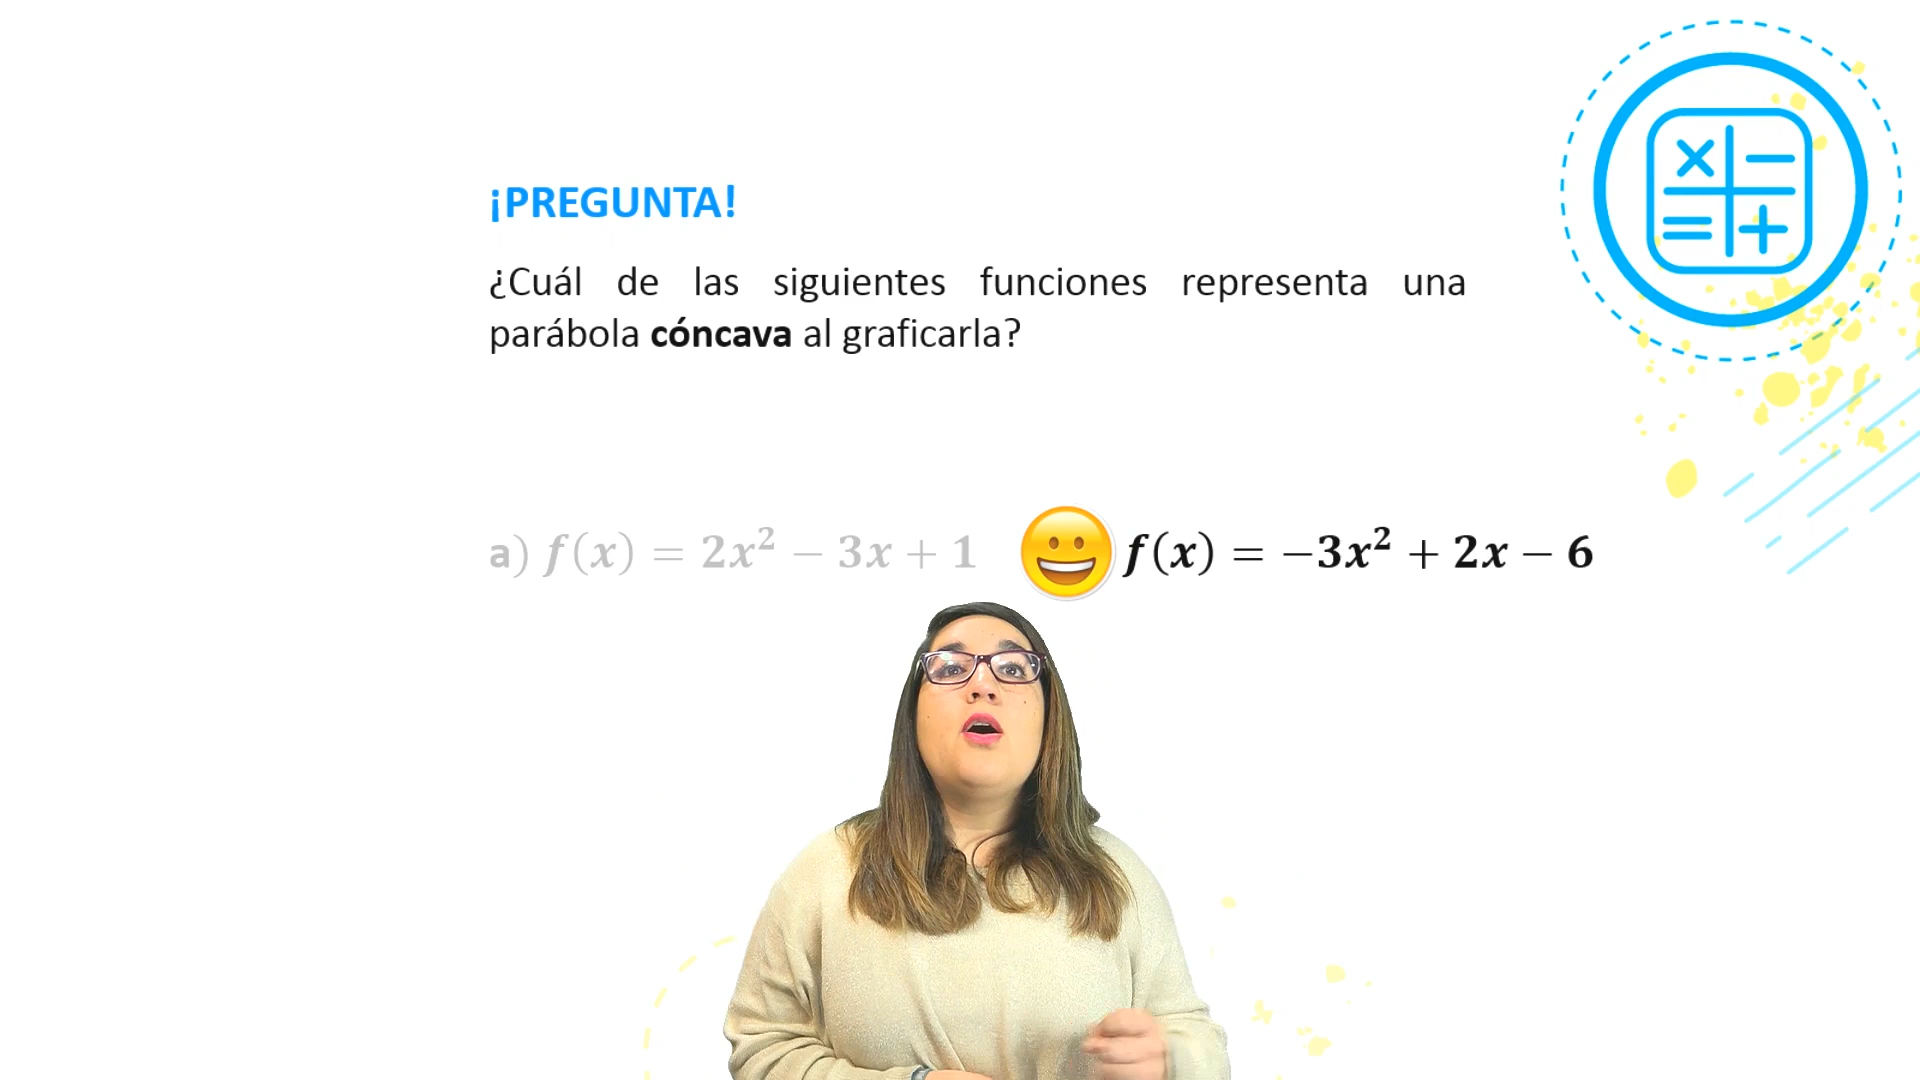 ¡PREGUNTA!
¿Cuál de las siguientes funciones representa una
parábola cóncava al graficarla?
a) f(x) = 2x² − 3x + 1 f(x) = −3x² + 2x − 6